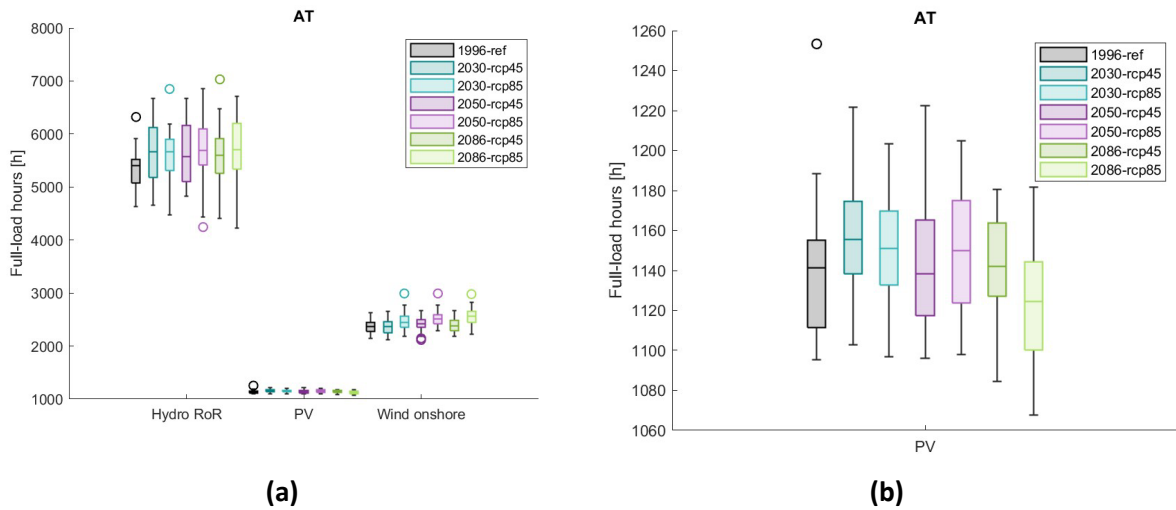 AT
8000
7000
6000
5000
4000
3000
2000
1000
Full-load hours [h]
1996-ref
2030-rcp45
2030-rcp85
2050-rcp45
2050-rcp85
2086-rcp45
2086-rcp85
Hydro RoR
PV
Wind onshore
(a)
AT
1260
1240
1220
1200
1180
1160
1140
1120
1100
1080
1060
Full-load hours [h]
1996-ref
2030-rcp45
2030-rcp85
2050-rcp45
2050-rcp85
2086-rcp45
2086-rcp85
PV
(b)